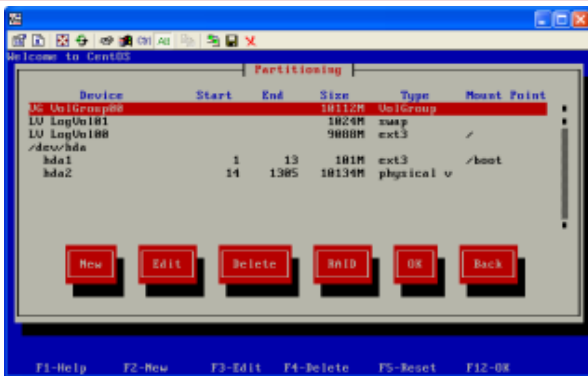 Ctrl Alt
Welcome to CentOS
Partitioning
Device Start End Size Type Mount Point
VG VolGroup00 10112M VolGroup
LV LogVol01 1024M swap
LV LogVol00 9088M ext3 /
/dev/hda
hda1 1 13 101M ext3 /boot
hda2 14 1305 10134M physical v
New Edit Delete RAID OK Back
F1-Help F2-New F3-Edit F4-Delete F5-Reset F12-OK